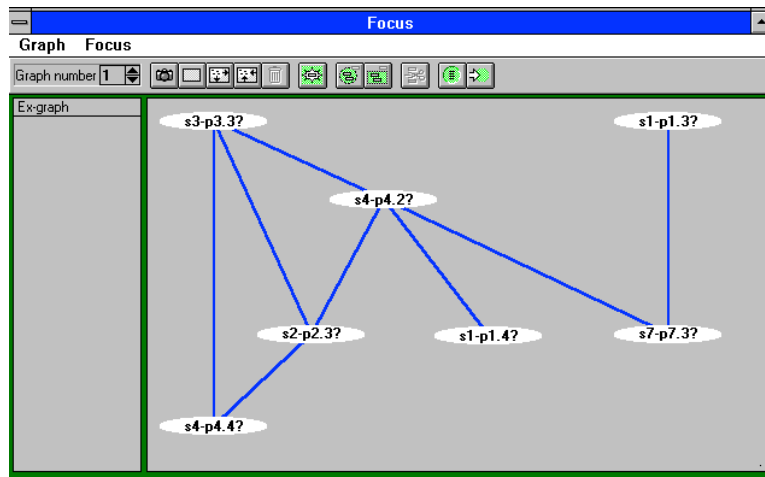 Focus
Graph Focus
Graph number 1
Ex-graph
s3-p3.3?
s1-p1.3?
s4-p4.2?
s2-p2.3?
s1-p1.4?
s7-p7.3?
s4-p4.4?